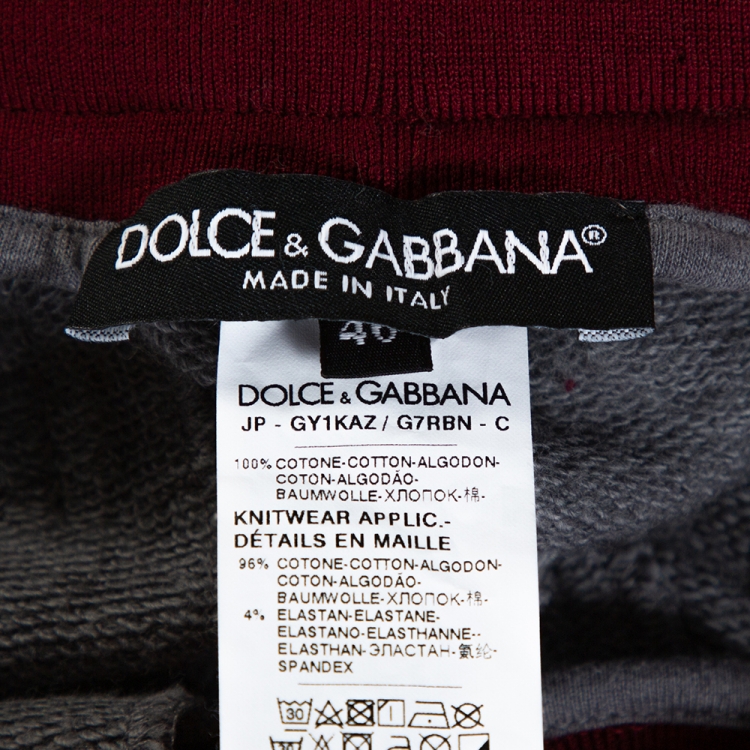 DOLCE & GABBANA®
MADE IN ITALY
DOLCE & GABBANA
JP - GY1KAZ / G7RBN - C
100% COTONE-COTTON-ALGODON-
COTON-ALGODÃO-
BAUMWOLLE-ХЛОПОК-棉-
KNITWEAR APPLIC.-
DÉTAILS EN MAILLE
96% COTONE-COTTON-ALGODON-
COTON-ALGODÃO-
BAUMWOLLE-ХЛОПОК-棉-
4% ELASTAN-ELASTANE-
ELASTANO-ELASTHANNE--
ELASTHAN-ЭЛАСТАН-氨纶-
SPANDEX
30